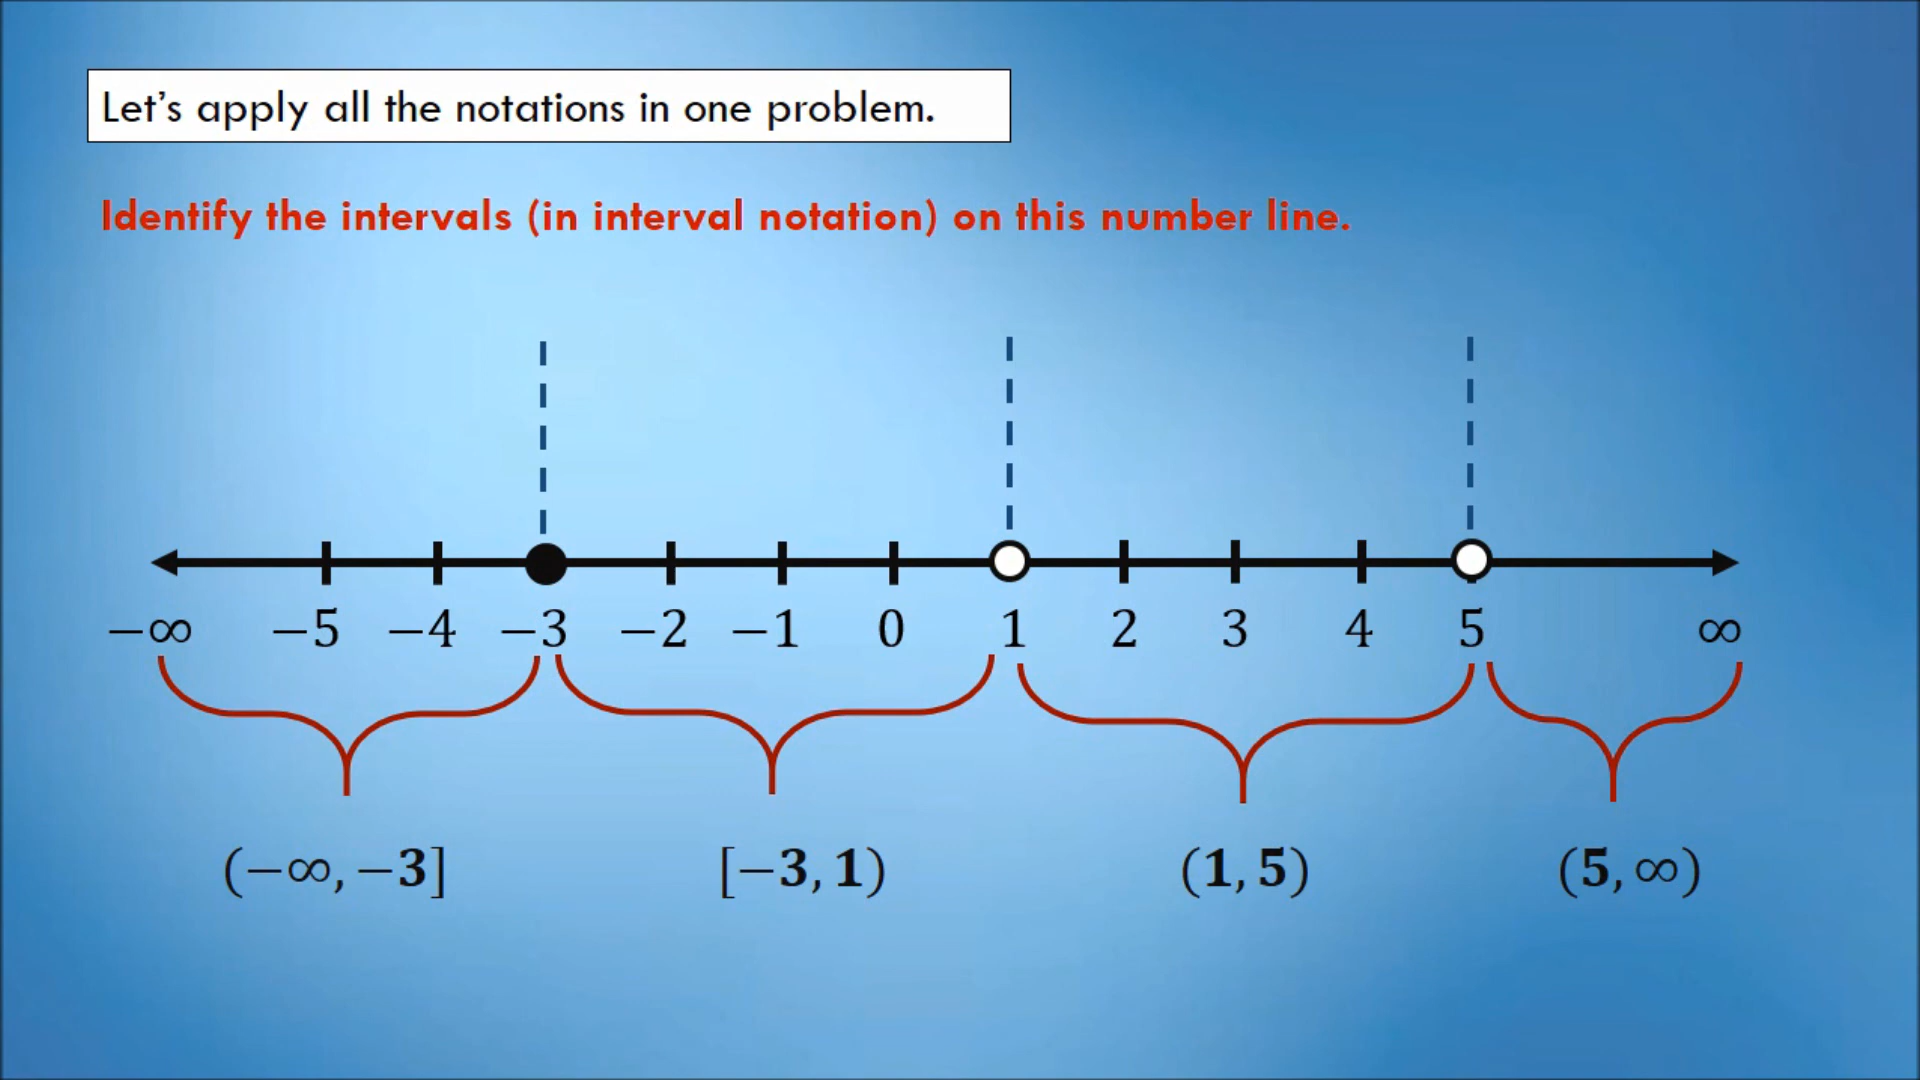 Let's apply all the notations in one problem.
Identify the intervals (in interval notation) on this number line.
−∞ −5 −4 −3 −2 −1 0 1 2 3 4 5 ∞
(−∞, −3] [−3, 1) (1, 5) (5, ∞)